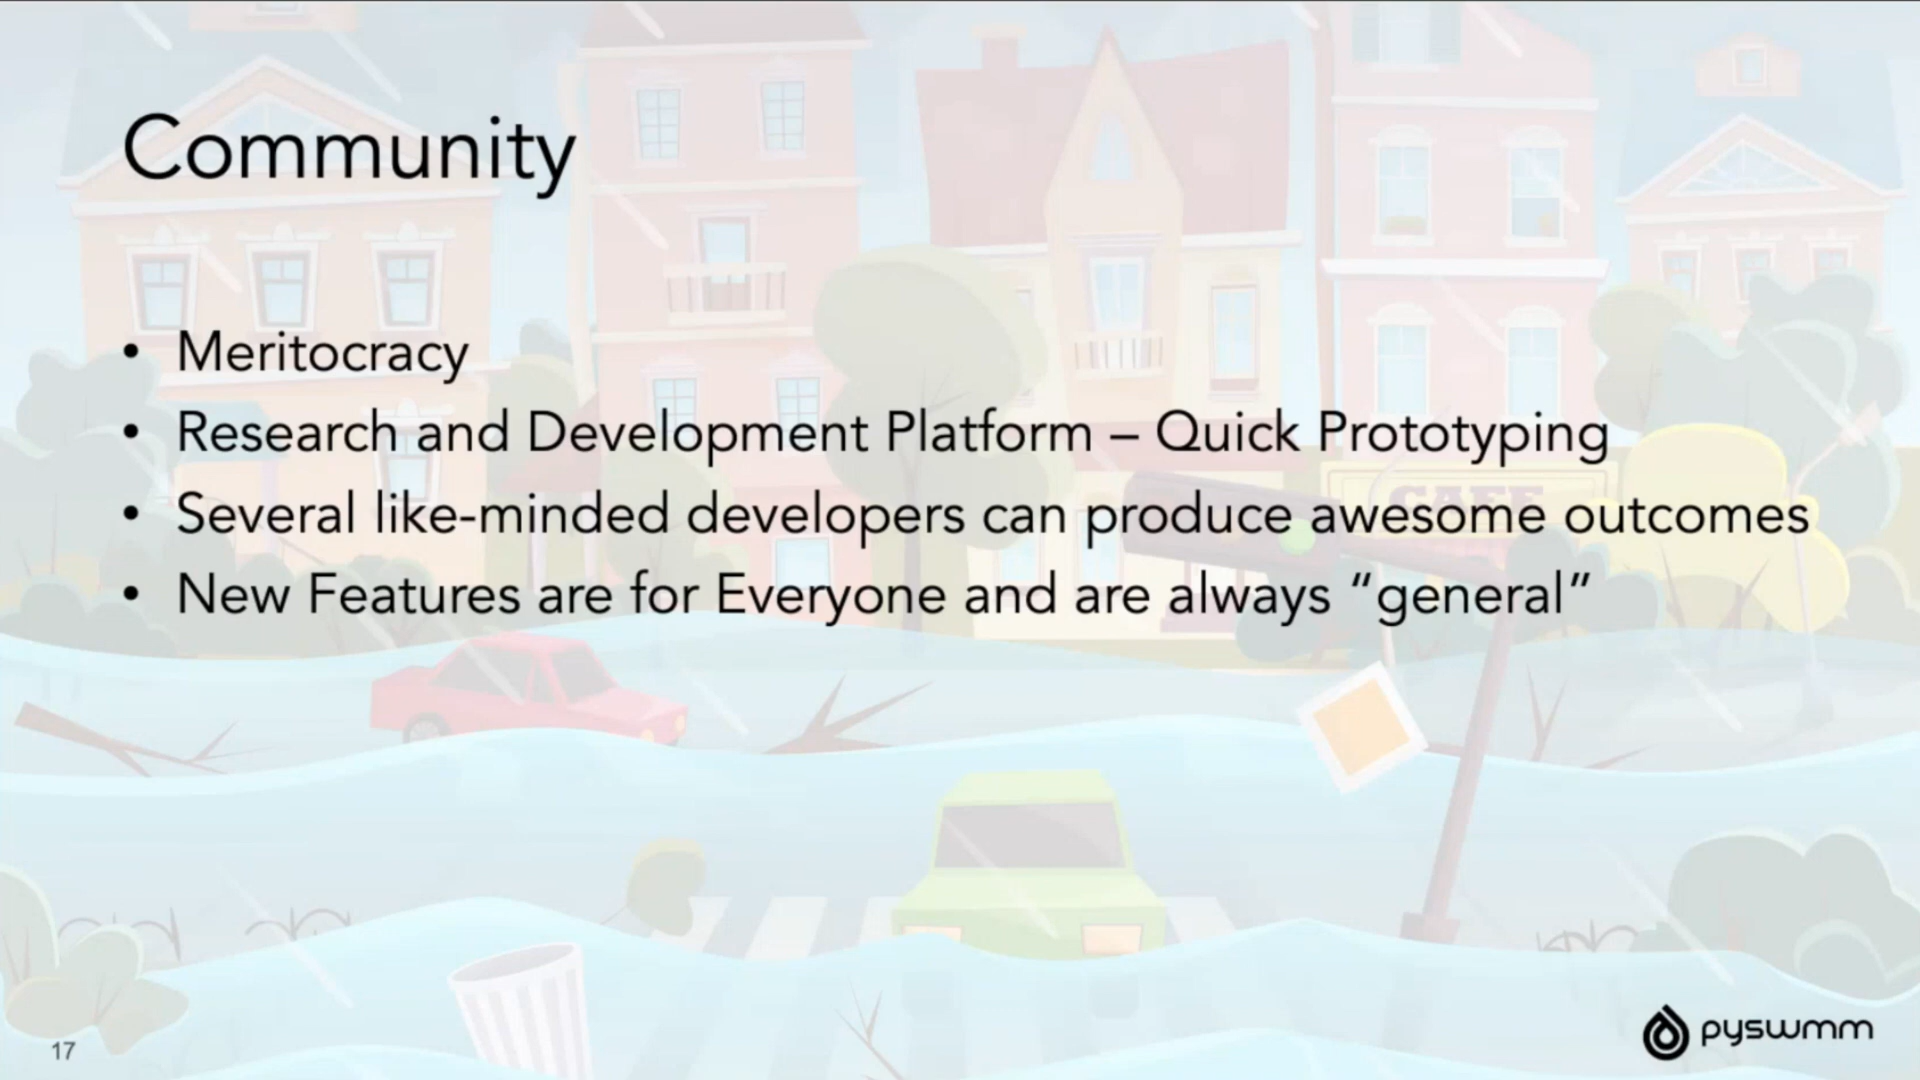 Community
• Meritocracy
• Research and Development Platform – Quick Prototyping
• Several like-minded developers can produce awesome outcomes
• New Features are for Everyone and are always “general”
CAFE
17
pyswmm